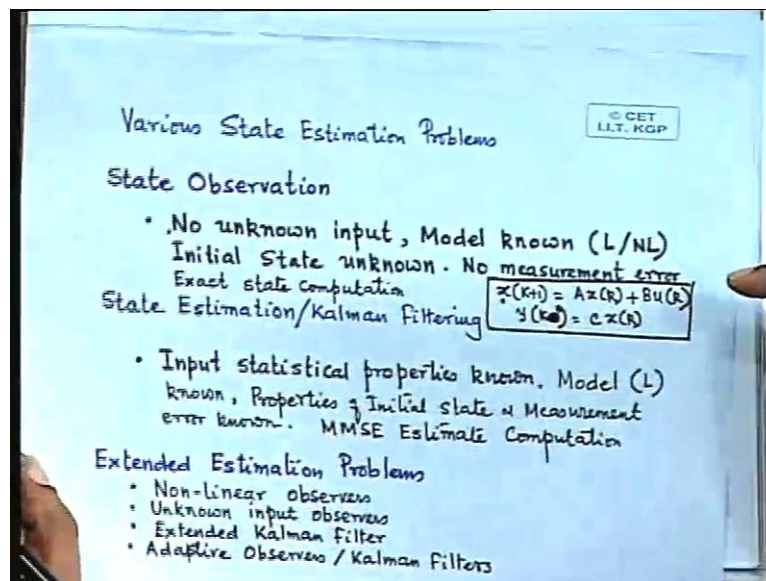 Various State Estimation Problems
© CET
I.I.T. KGP
State Observation
• No unknown input, Model known (L/NL)
Initial State unknown. No measurement error
Exact state computation
x(k+1) = Ax(k) + Bu(k)
y(k) = Cx(k)
State Estimation/Kalman Filtering
• Input statistical properties known. Model (L)
known, Properties of Initial State & Measurement
error known. MMSE Estimate Computation
Extended Estimation Problems
• Non-linear observers
• Unknown input observers
• Extended Kalman filter
• Adaptive Observers / Kalman Filters